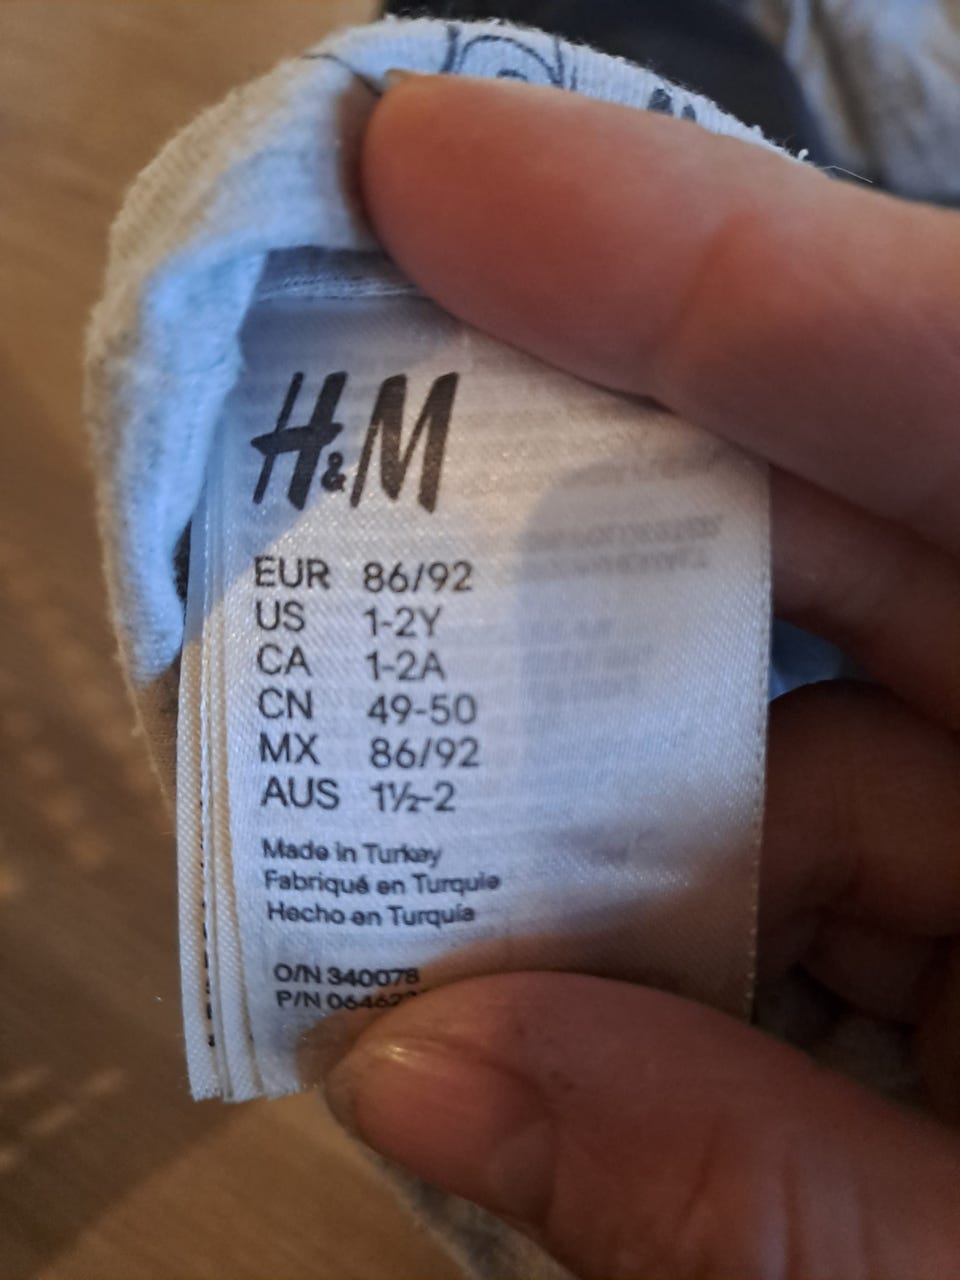 H&M
EUR 86/92
US 1-2Y
CA 1-2A
CN 49-50
MX 86/92
AUS 1½-2
Made in Turkey
Fabriqué en Turquie
Hecho en Turquía
O/N 340078
P/N